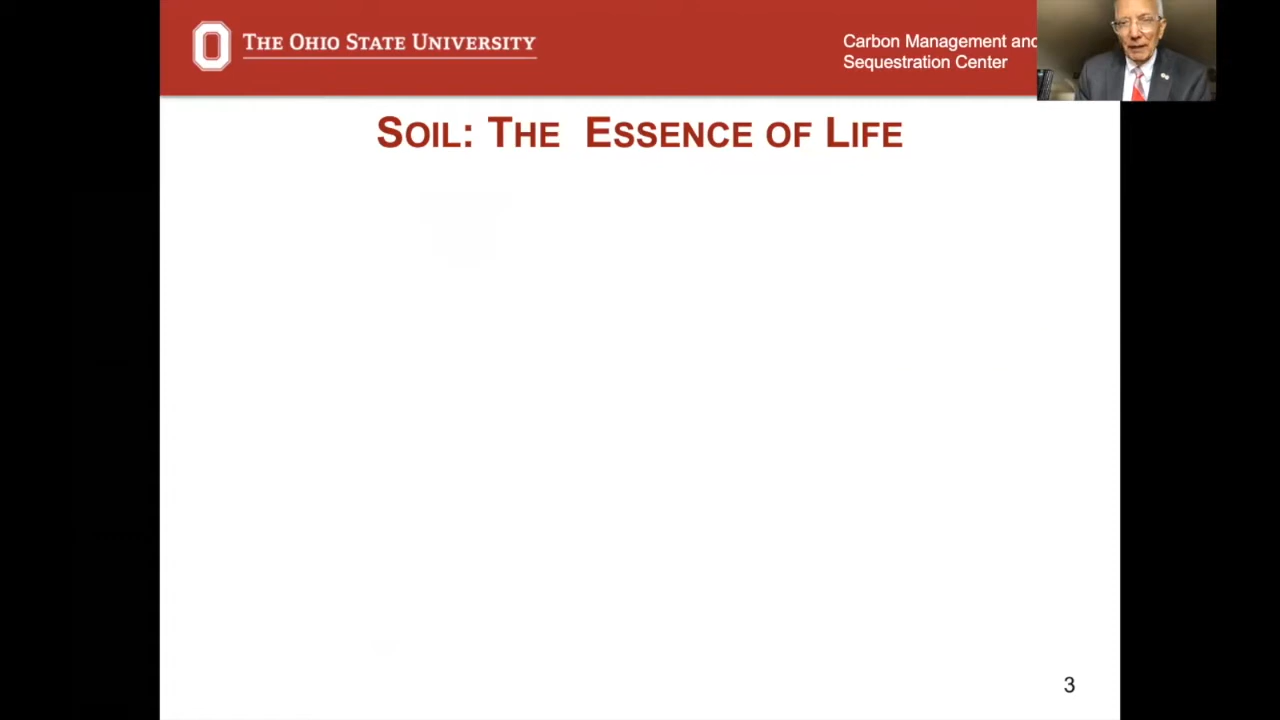 THE OHIO STATE UNIVERSITY
Carbon Management and
Sequestration Center
SOIL: THE ESSENCE OF LIFE
3